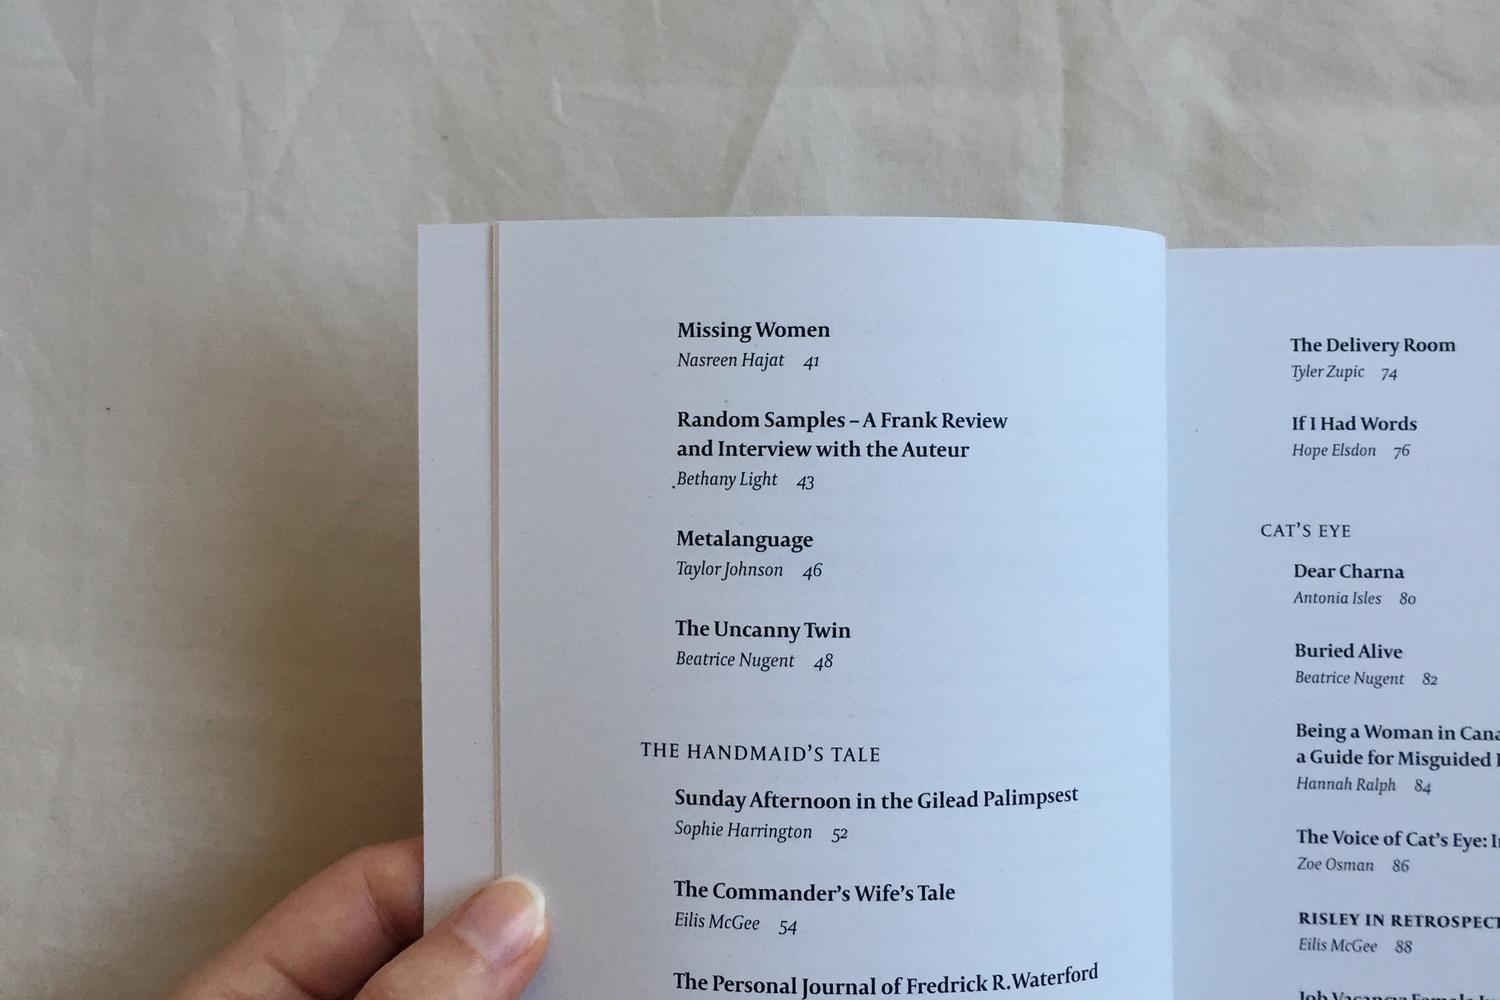 Missing Women
Nasreen Hajat 41
Random Samples – A Frank Review
and Interview with the Auteur
Bethany Light 43
Metalanguage
Taylor Johnson 46
The Uncanny Twin
Beatrice Nugent 48
THE HANDMAID'S TALE
Sunday Afternoon in the Gilead Palimpsest
Sophie Harrington 52
The Commander's Wife's Tale
Eilis McGee 54
The Personal Journal of Fredrick R.Waterford
The Delivery Room
Tyler Zupic 74
If I Had Words
Hope Elsdon 76
CAT'S EYE
Dear Charna
Antonia Isles 80
Buried Alive
Beatrice Nugent 82
Being a Woman in
a Guide for Misguided
Hannah Ralph 84
The Voice of Cat's Eye:
Zoe Osman 86
RISLEY IN
Eilis McGee 88